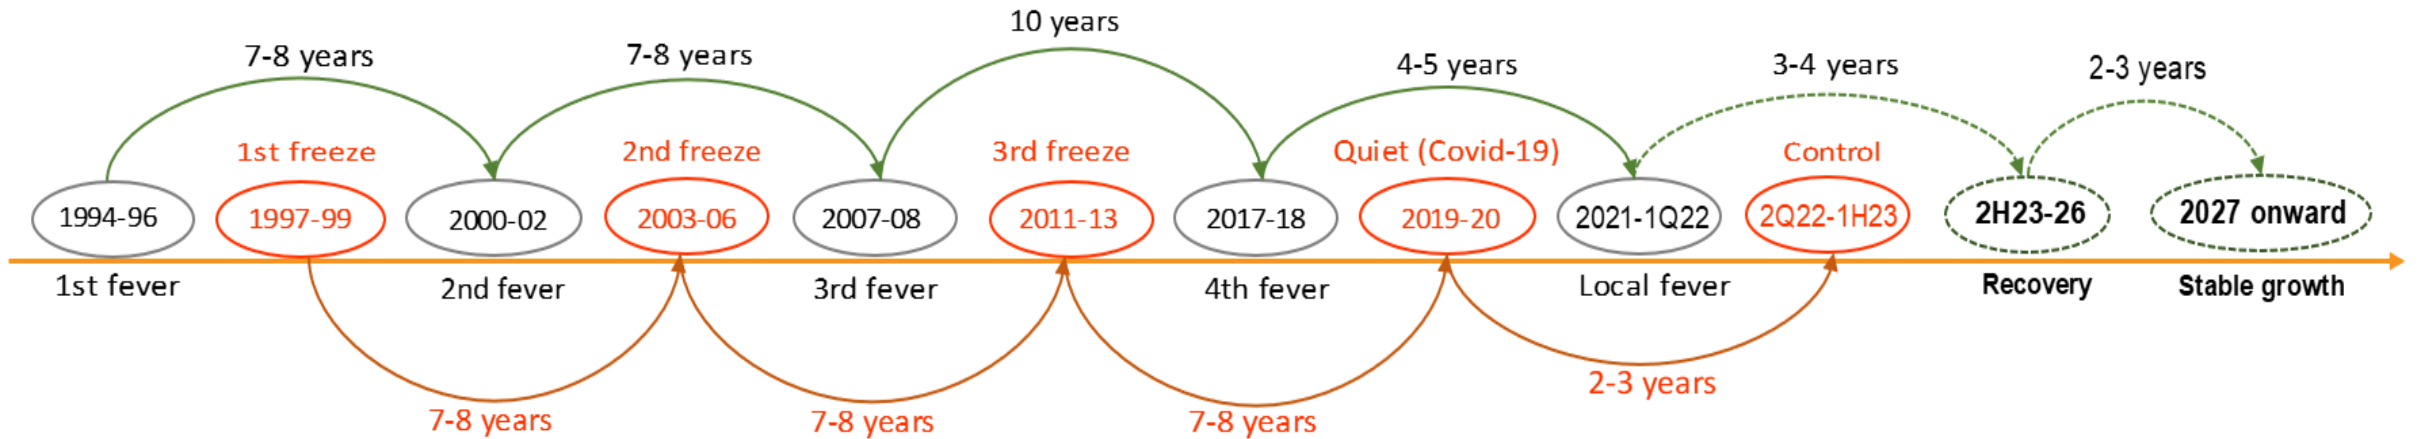 10 years
7-8 years
7-8 years
4-5 years
3-4 years
2-3 years
1st freeze
2nd freeze
3rd freeze
Quiet (Covid-19)
Control
1994-96
1997-99
2000-02
2003-06
2007-08
2011-13
2017-18
2019-20
2021-1Q22
2Q22-1H23
2H23-26
2027 onward
1st fever
2nd fever
3rd fever
4th fever
Local fever
Recovery
Stable growth
2-3 years
7-8 years
7-8 years
7-8 years